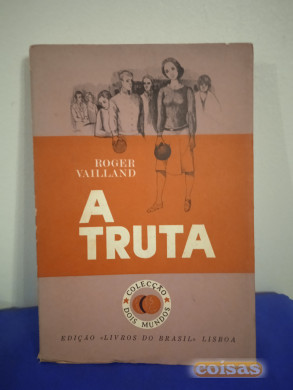 ROGER
VAILLAND
A
TRUTA
COLECÇÃO
DOIS MUNDOS
EDIÇÃO «LIVROS DO BRASIL» LISBOA
coisas